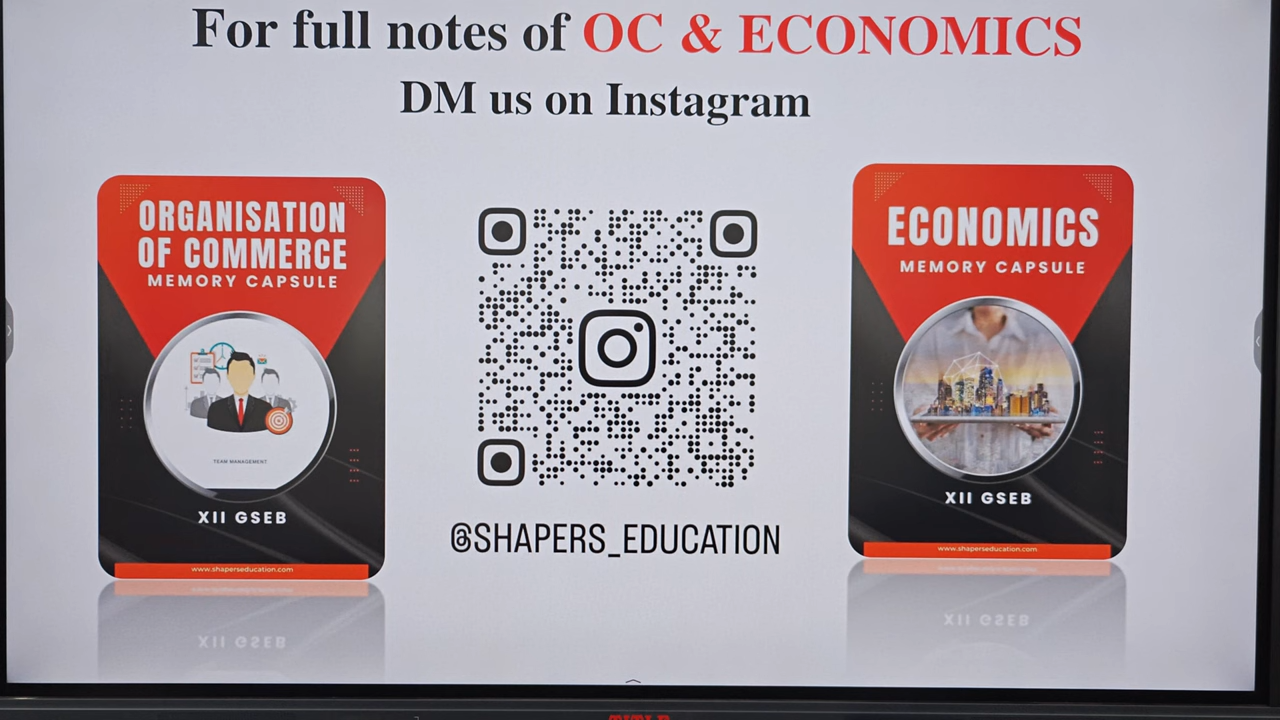 For full notes of OC & ECONOMICS
DM us on Instagram
ORGANISATION
OF COMMERCE
MEMORY CAPSULE
TEAM MANAGEMENT
XII GSEB
www.shaperseducation.com
@SHAPERS_EDUCATION
ECONOMICS
MEMORY CAPSULE
XII GSEB
www.shaperseducation.com